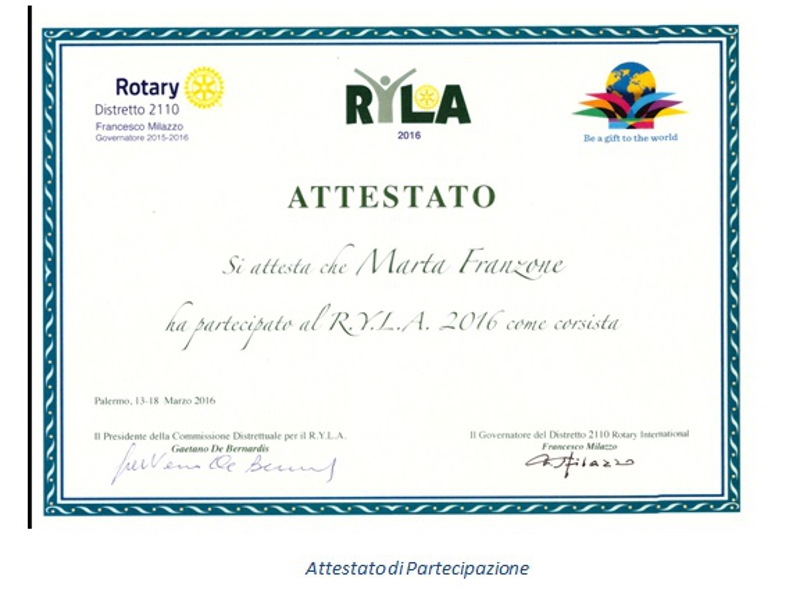 Rotary
Distretto 2110
Francesco Milazzo
Governatore 2015-2016
RYLA
2016
Be a gift to the world
ATTESTATO
Si attesta che Marta Franzone
ha partecipato al R.Y.L.A. 2016 come corsista
Palermo, 13-18 Marzo 2016
Il Presidente della Commissione Distrettuale per il R.Y.L.A.
Gaetano De Bernardis
Il Governatore del Distretto 2110 Rotary International
Francesco Milazzo
Attestato di Partecipazione